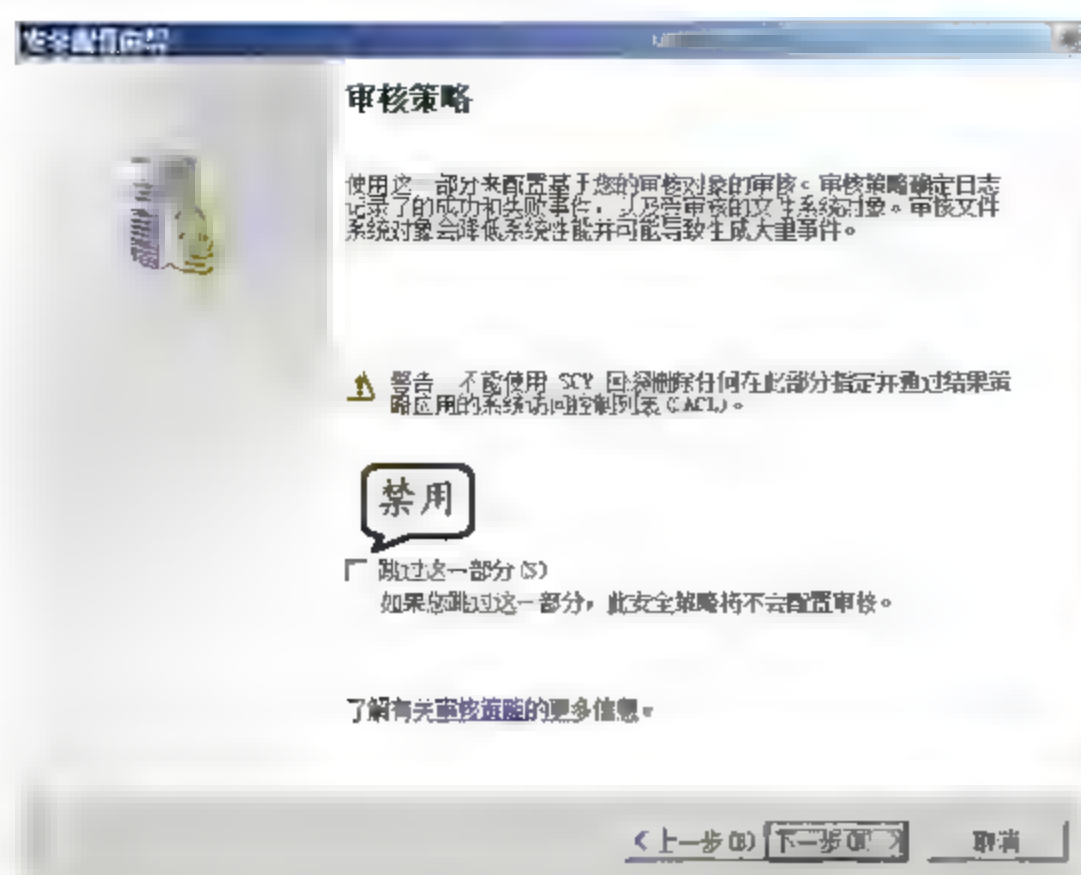 安全配置向导
审核策略
使用这一部分来配置基于您的审核对象的审核。审核策略确定日志
记录了的成功和失败事件，以及受审核的文件系统对象。审核文件
系统对象会降低系统性能并可能导致生成大量事件。
警告 不能使用 SCW 回滚删除任何在此部分指定并通过结果策
略应用的系统访问控制列表(SACL)。
禁用
跳过这一部分(S)
如果您跳过这一部分，此安全策略将不会配置审核。
了解有关审核策略的更多信息。
<上一步(B) 下一步(N) > 取消